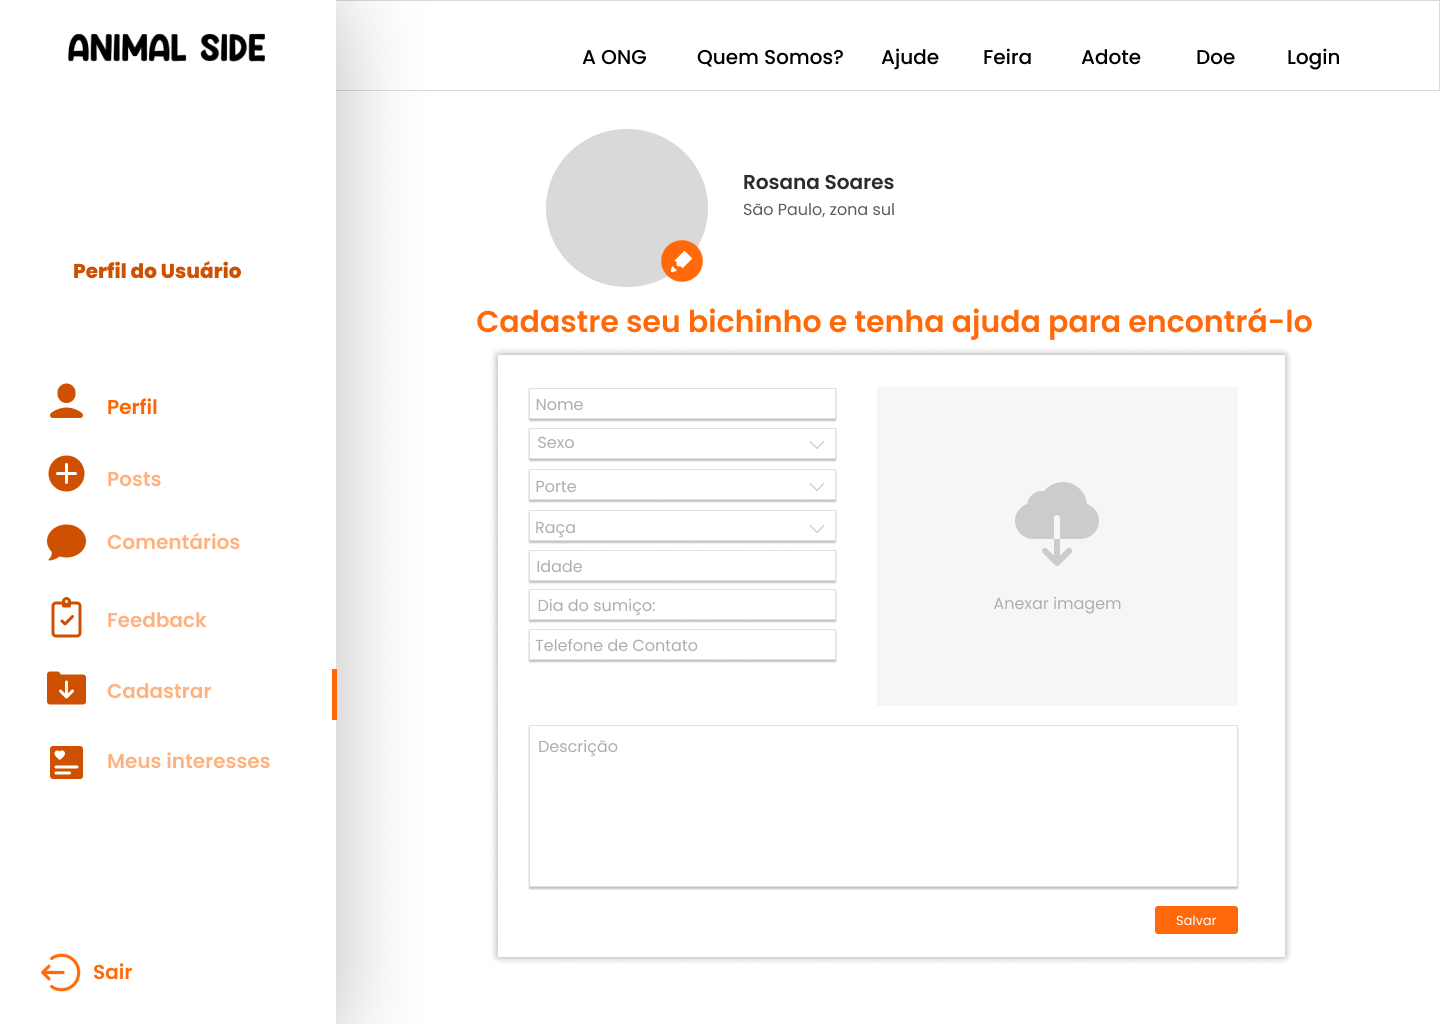 ANIMAL SIDE
A ONG Quem Somos? Ajude Feira Adote Doe Login
Perfil do Usuário
Perfil
Posts
Comentários
Feedback
Cadastrar
Meus interesses
Sair
Rosana Soares
São Paulo, zona sul
Cadastre seu bichinho e tenha ajuda para encontrá-lo
Nome
Sexo
Porte
Raça
Idade
Dia do sumiço:
Telefone de Contato
Anexar imagem
Descrição
Salvar